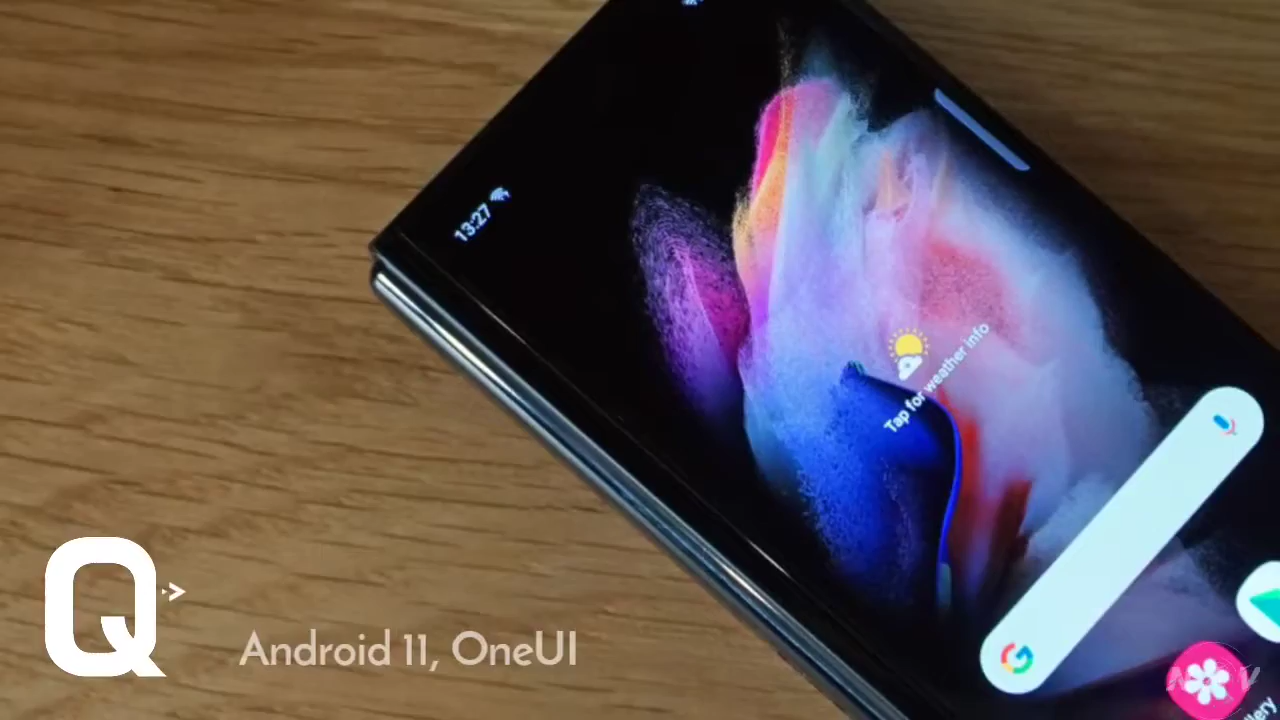 13:27
Tap for weather info
G
Q
Android 11, OneUI